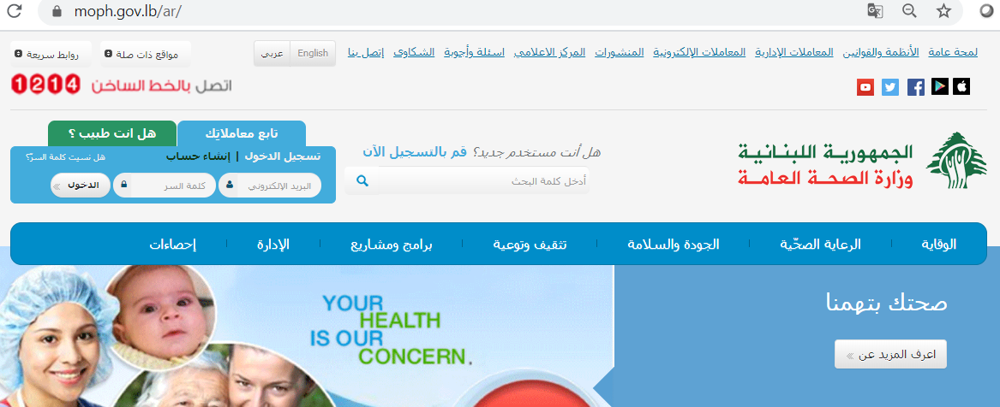 moph.gov.lb/ar/
لمحة عامة الأنظمة والقوانين المعاملات الإدارية المعاملات الإلكترونية المنشورات المركز الاعلامي اسئلة وأجوبة الشكاوى إتصل بنا
English عربي
مواقع ذات صلة روابط سريعة
اتصل بالخط الساخن 1214
الجمهورية اللبنانية
وزارة الصحة العامة
هل أنت مستخدم جديد؟ قم بالتسجيل الآن
أدخل كلمة البحث
تابع معاملاتك هل انت طبيب ؟
تسجيل الدخول | إنشاء حساب هل نسيت كلمة السر؟
البريد الإلكتروني كلمة السر الدخول
الوقاية الرعاية الصحّية الجودة والسلامة تثقيف وتوعية برامج ومشاريع الإدارة إحصاءات
صحتك بتهمنا
اعرف المزيد عن
YOUR
HEALTH
IS OUR
CONCERN.